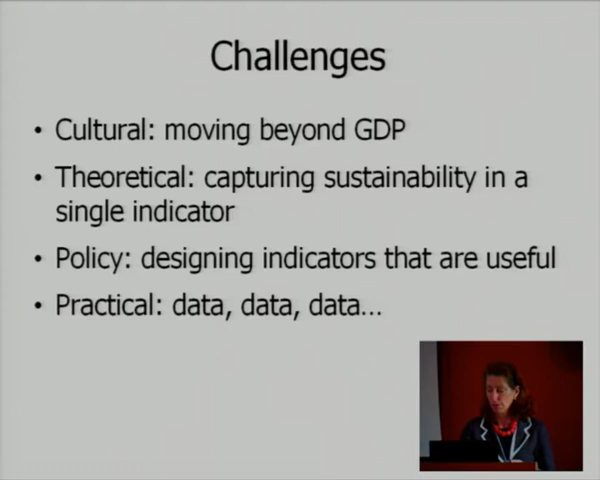 Challenges
• Cultural: moving beyond GDP
• Theoretical: capturing sustainability in a
single indicator
• Policy: designing indicators that are useful
• Practical: data, data, data...